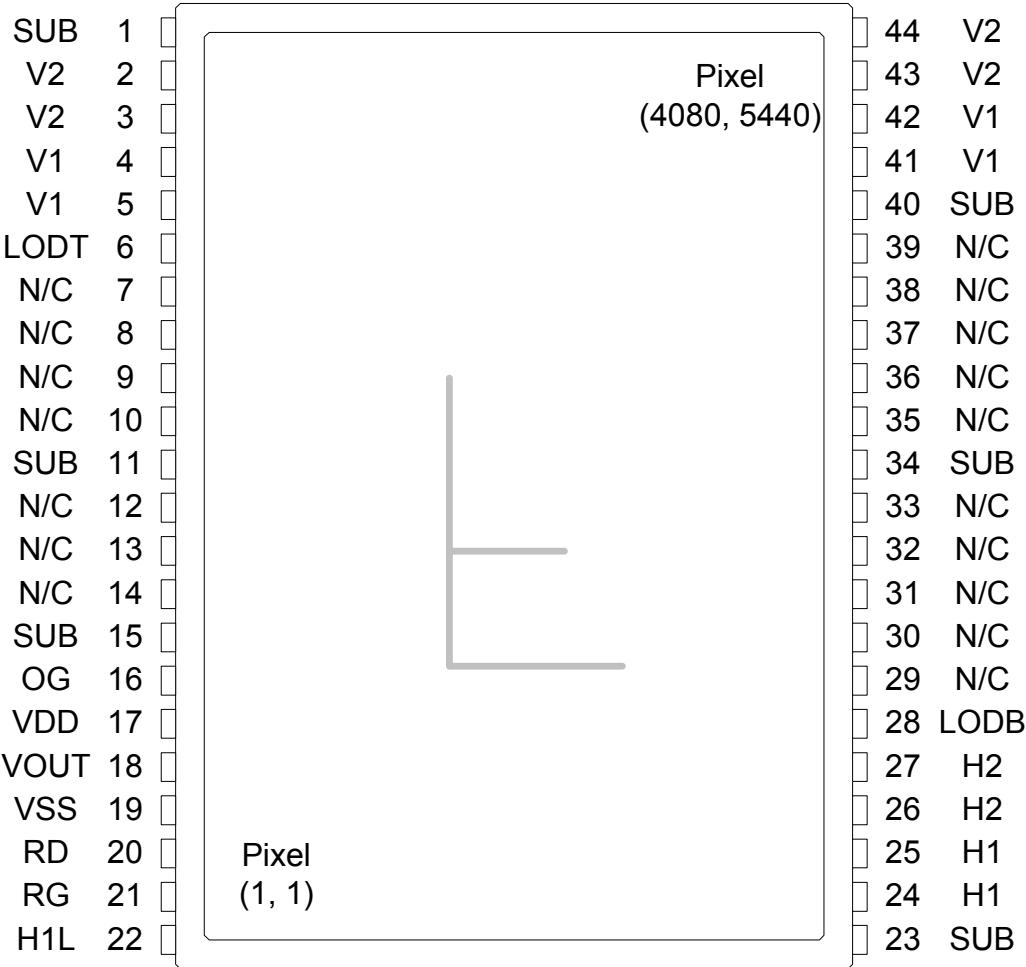 SUB 1 44 V2
V2 2 43 V2
Pixel
(4080, 5440)
V2 3 42 V1
V1 4 41 V1
V1 5 40 SUB
LODT 6 39 N/C
N/C 7 38 N/C
N/C 8 37 N/C
N/C 9 36 N/C
N/C 10 35 N/C
SUB 11 34 SUB
N/C 12 33 N/C
N/C 13 32 N/C
N/C 14 31 N/C
SUB 15 30 N/C
OG 16 29 N/C
VDD 17 28 LODB
VOUT 18 27 H2
VSS 19 26 H2
RD 20 25 H1
Pixel
(1, 1)
RG 21 24 H1
H1L 22 23 SUB